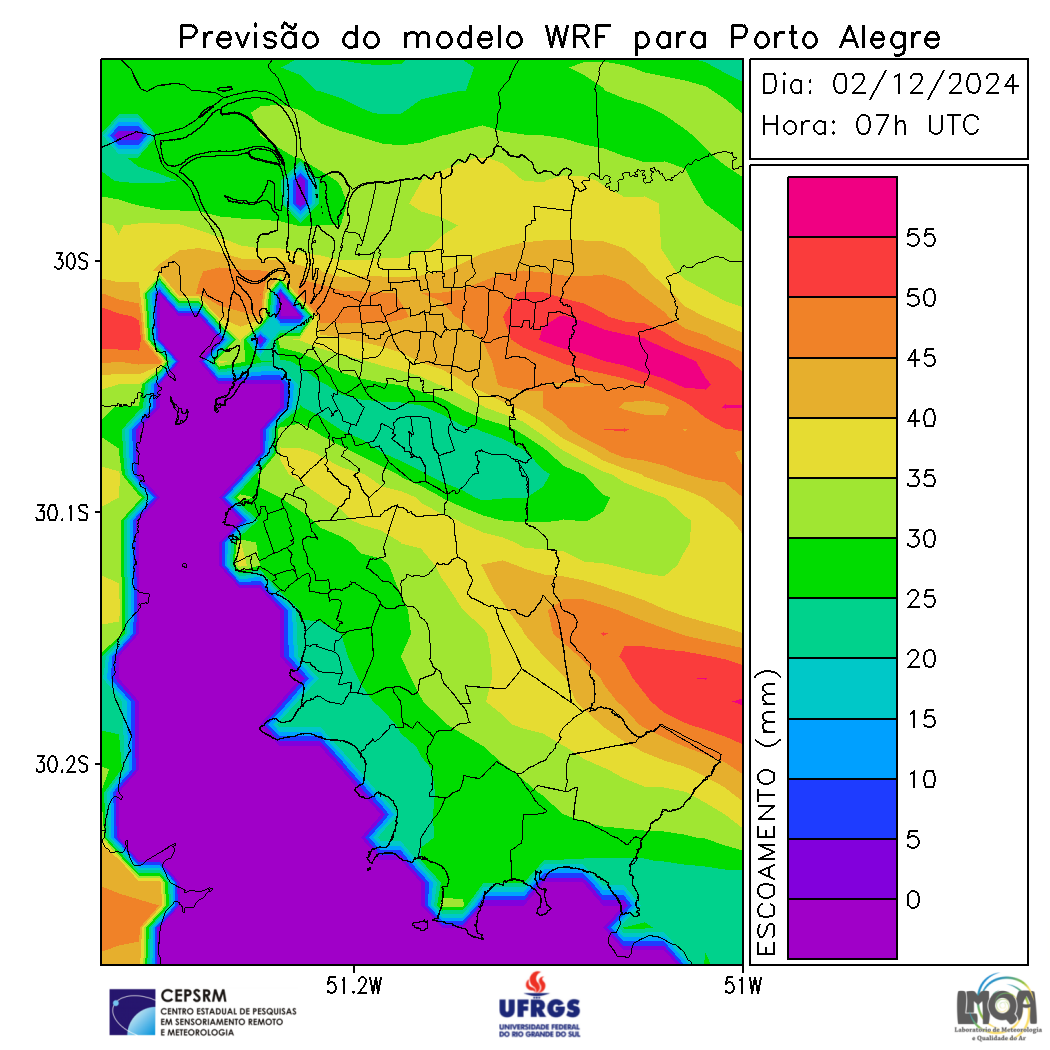 Previsão do modelo WRF para Porto Alegre
Dia: 02/12/2024
Hora: 07h UTC
30S
30.1S
30.2S
51.2W
51W
ESCOAMENTO (mm)
55
50
45
40
35
30
25
20
15
10
5
0
CEPSRM
CENTRO ESTADUAL DE PESQUISAS
EM SENSORIAMENTO REMOTO
E METEOROLOGIA
UFRGS
UNIVERSIDADE FEDERAL
DO RIO GRANDE DO SUL
LMQA
Laboratório de Meteorologia
e Qualidade do Ar